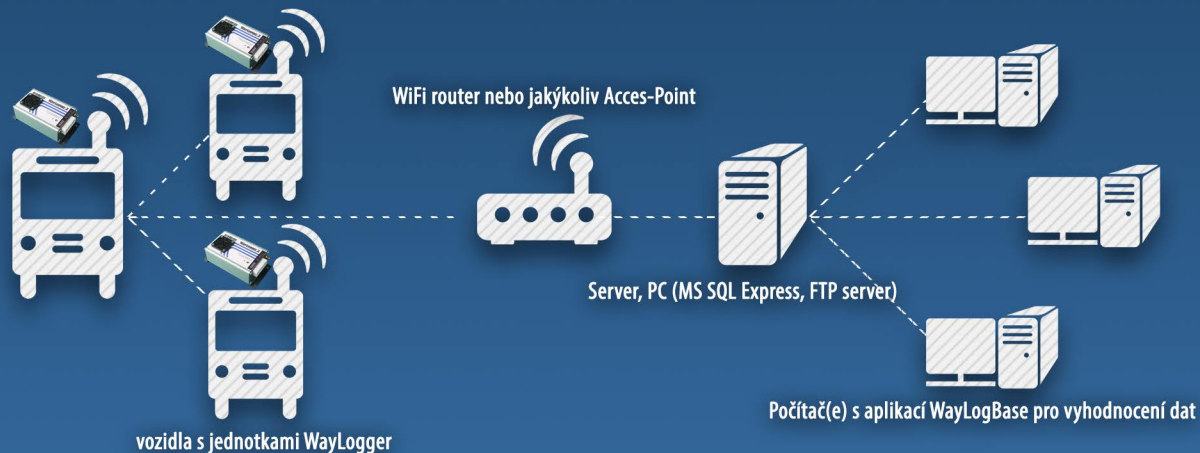 WiFi router nebo jakýkoliv Acces-Point
Server, PC (MS SQL Express, FTP server)
Počítač(e) s aplikací WayLogBase pro vyhodnocení dat
vozidla s jednotkami WayLogger